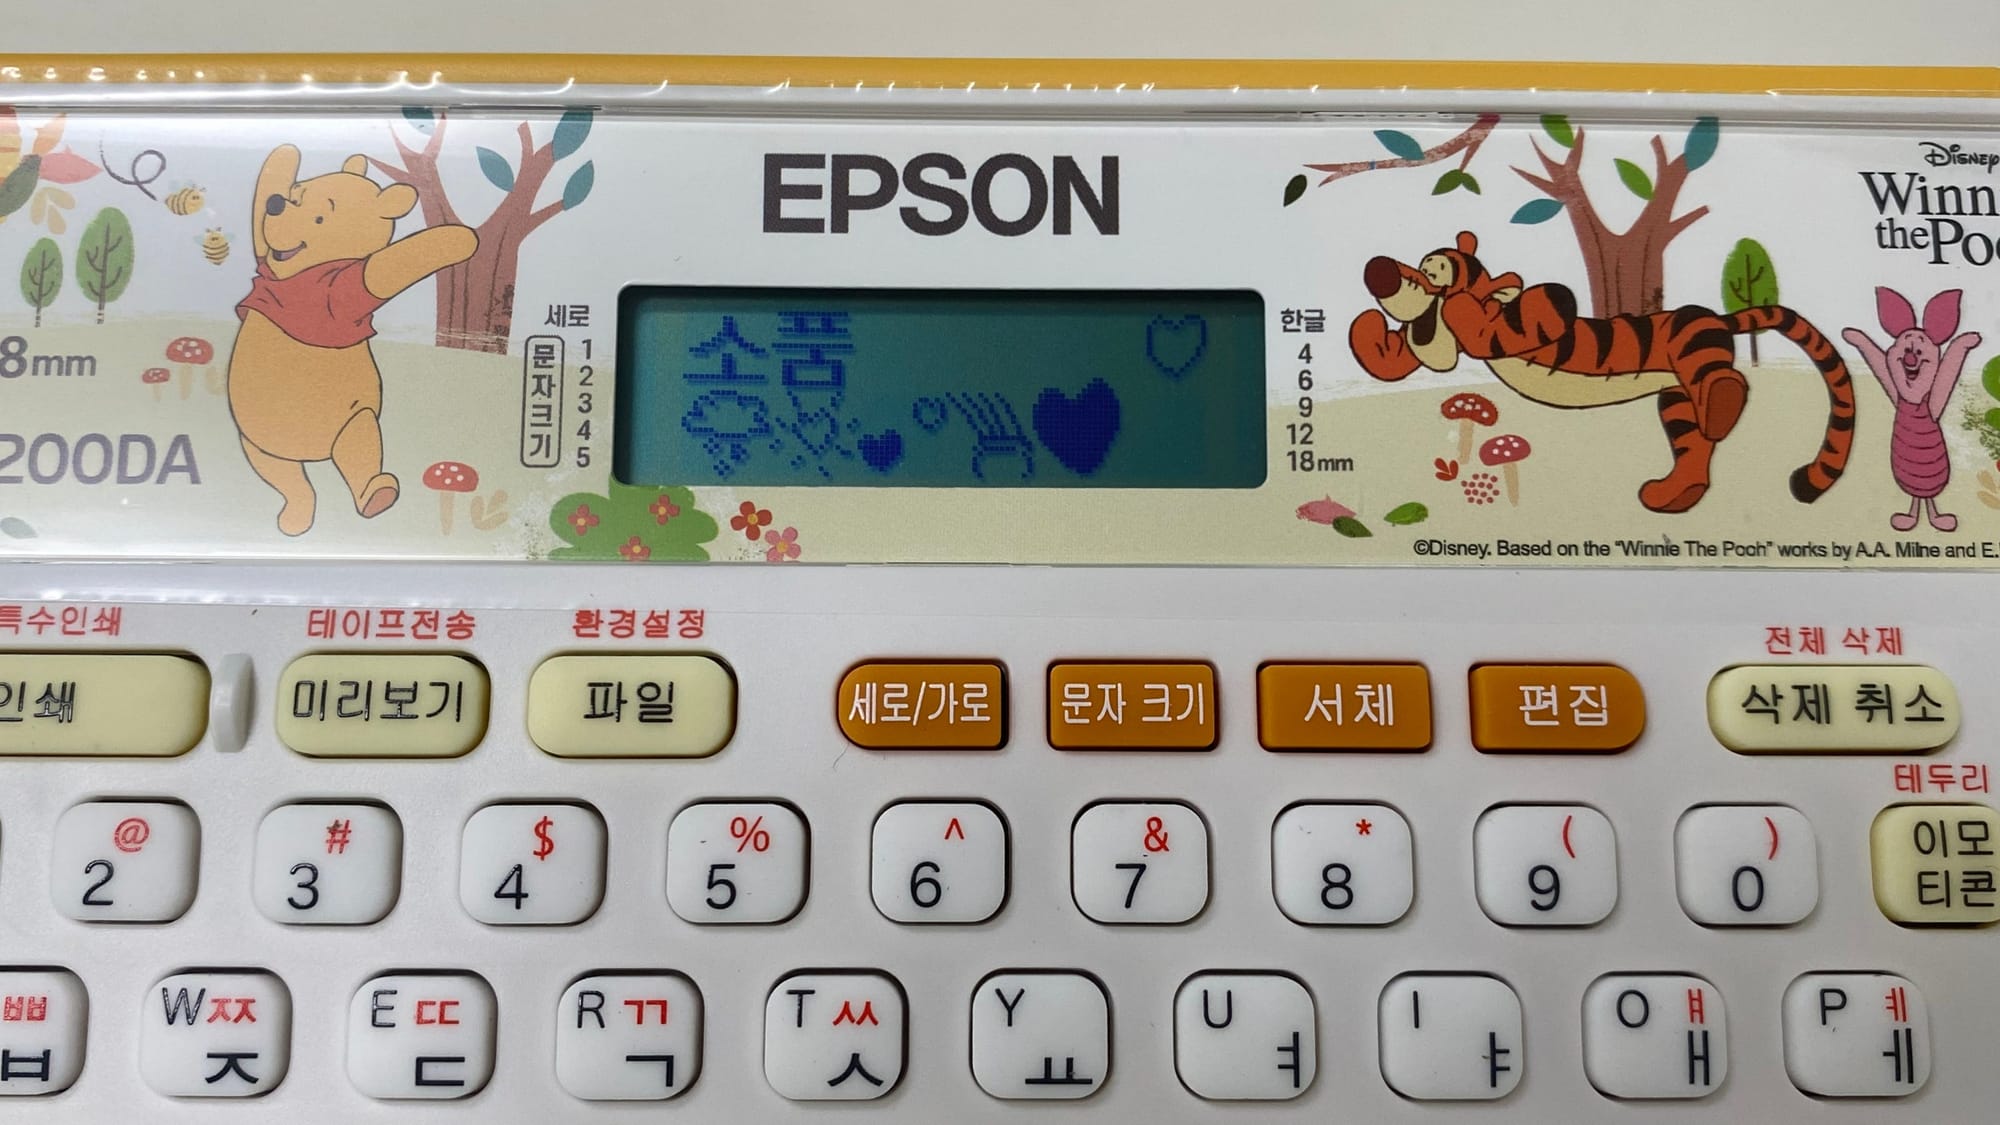 EPSON
Disney
Winn
the Poo
세로
문자크기
1
2
3
4
5
소품
한글
4
6
9
12
18mm
8mm
200DA
©Disney. Based on the "Winnie The Pooh" works by A.A. Milne and E.
특수인쇄 테이프전송 환경설정 전체 삭제
인쇄 미리보기 파일 세로/가로 문자 크기 서체 편집 삭제 취소
테두리
@ # $ % ^ & * ( )
2 3 4 5 6 7 8 9 0
이모
티콘
ㅃ W ㅉ E ㄸ R ㄲ T ㅆ Y U I O ㅒ P ㅖ
ㅂ ㅈ ㄷ ㄱ ㅅ ㅛ ㅕ ㅑ ㅐ ㅔ